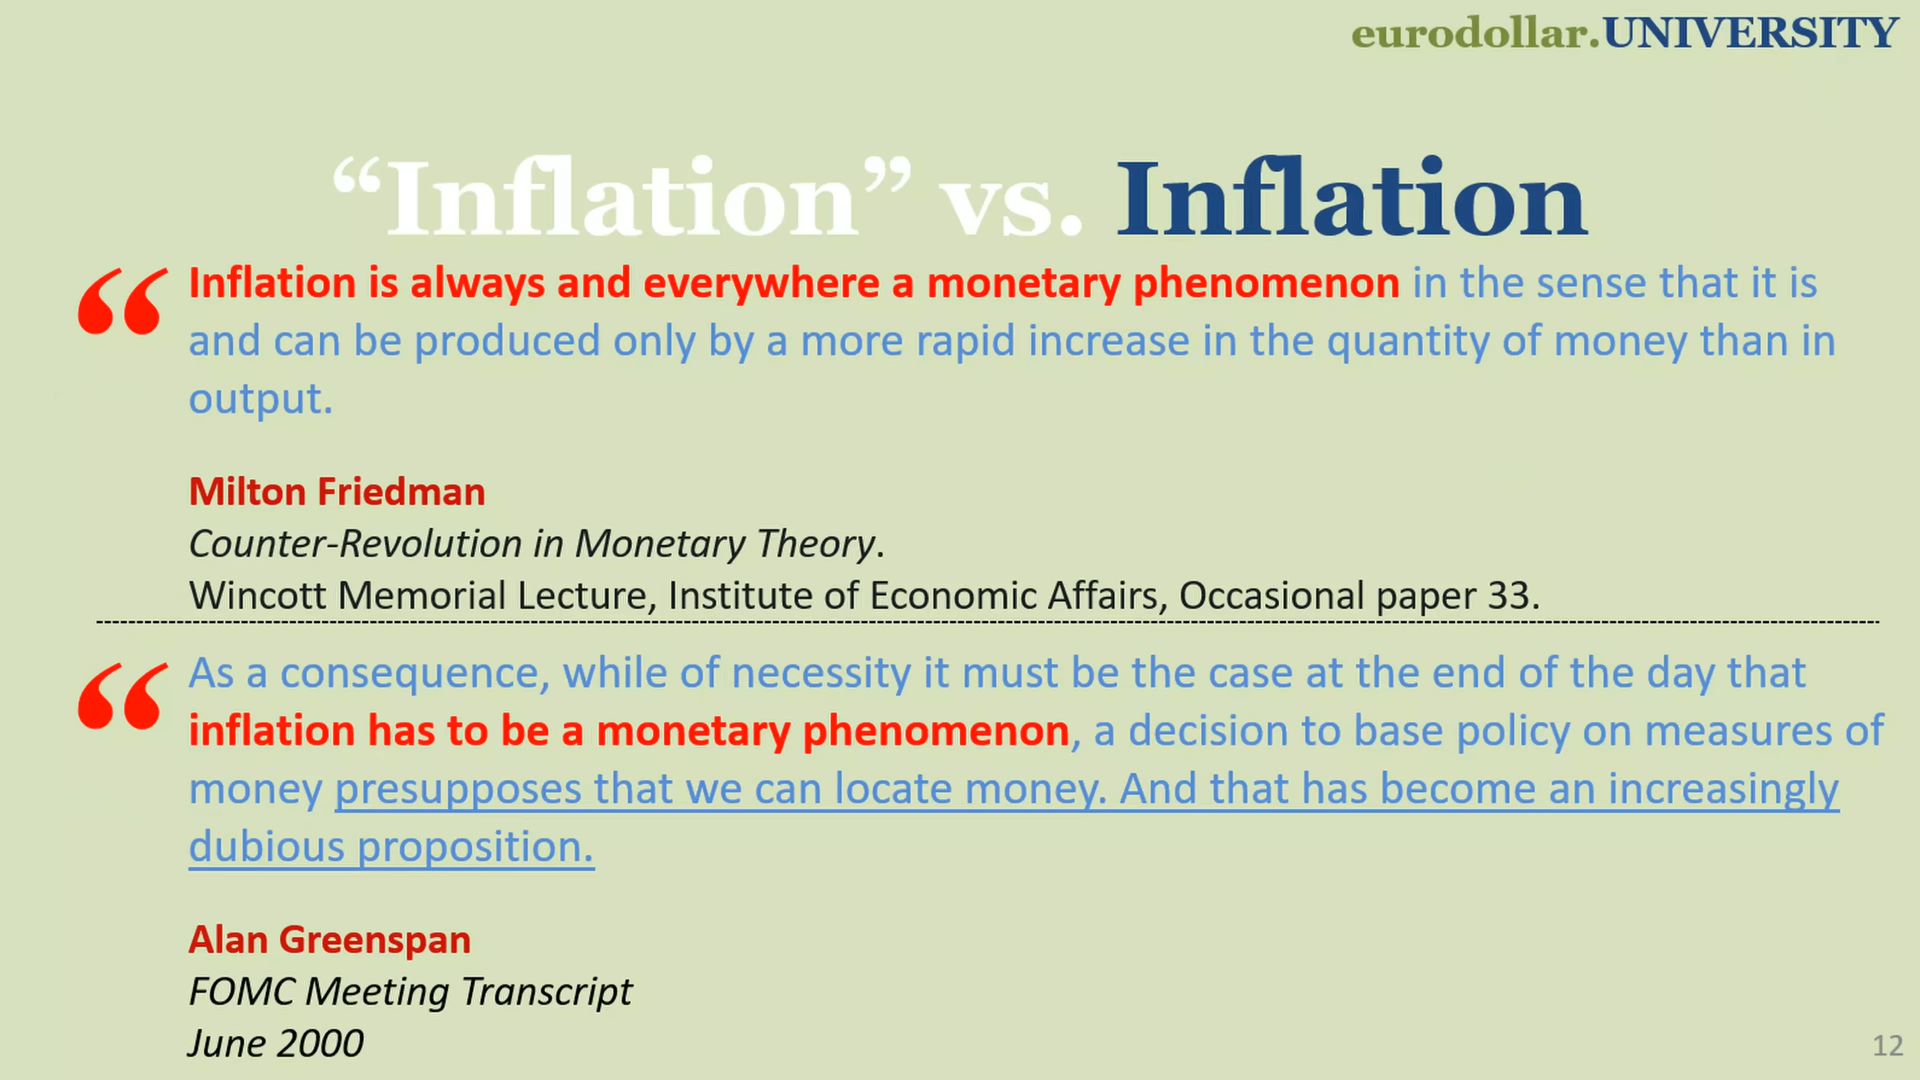 eurodollar.UNIVERSITY
“Inflation” vs. Inflation
“ Inflation is always and everywhere a monetary phenomenon in the sense that it is
and can be produced only by a more rapid increase in the quantity of money than in
output.
Milton Friedman
Counter-Revolution in Monetary Theory.
Wincott Memorial Lecture, Institute of Economic Affairs, Occasional paper 33.
“ As a consequence, while of necessity it must be the case at the end of the day that
inflation has to be a monetary phenomenon, a decision to base policy on measures of
money presupposes that we can locate money. And that has become an increasingly
dubious proposition.
Alan Greenspan
FOMC Meeting Transcript
June 2000
12